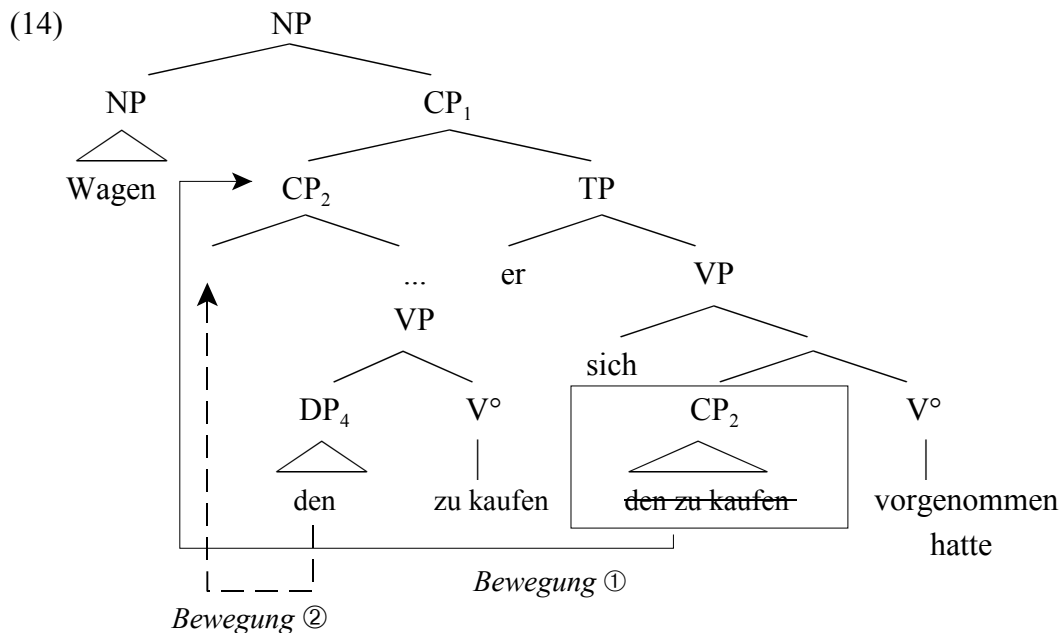 (14) NP
NP CP₁
Wagen CP₂ TP
... er VP
VP
sich
DP₄ V° CP₂ V°
den zu kaufen den zu kaufen vorgenommen
hatte
Bewegung ①
Bewegung ②